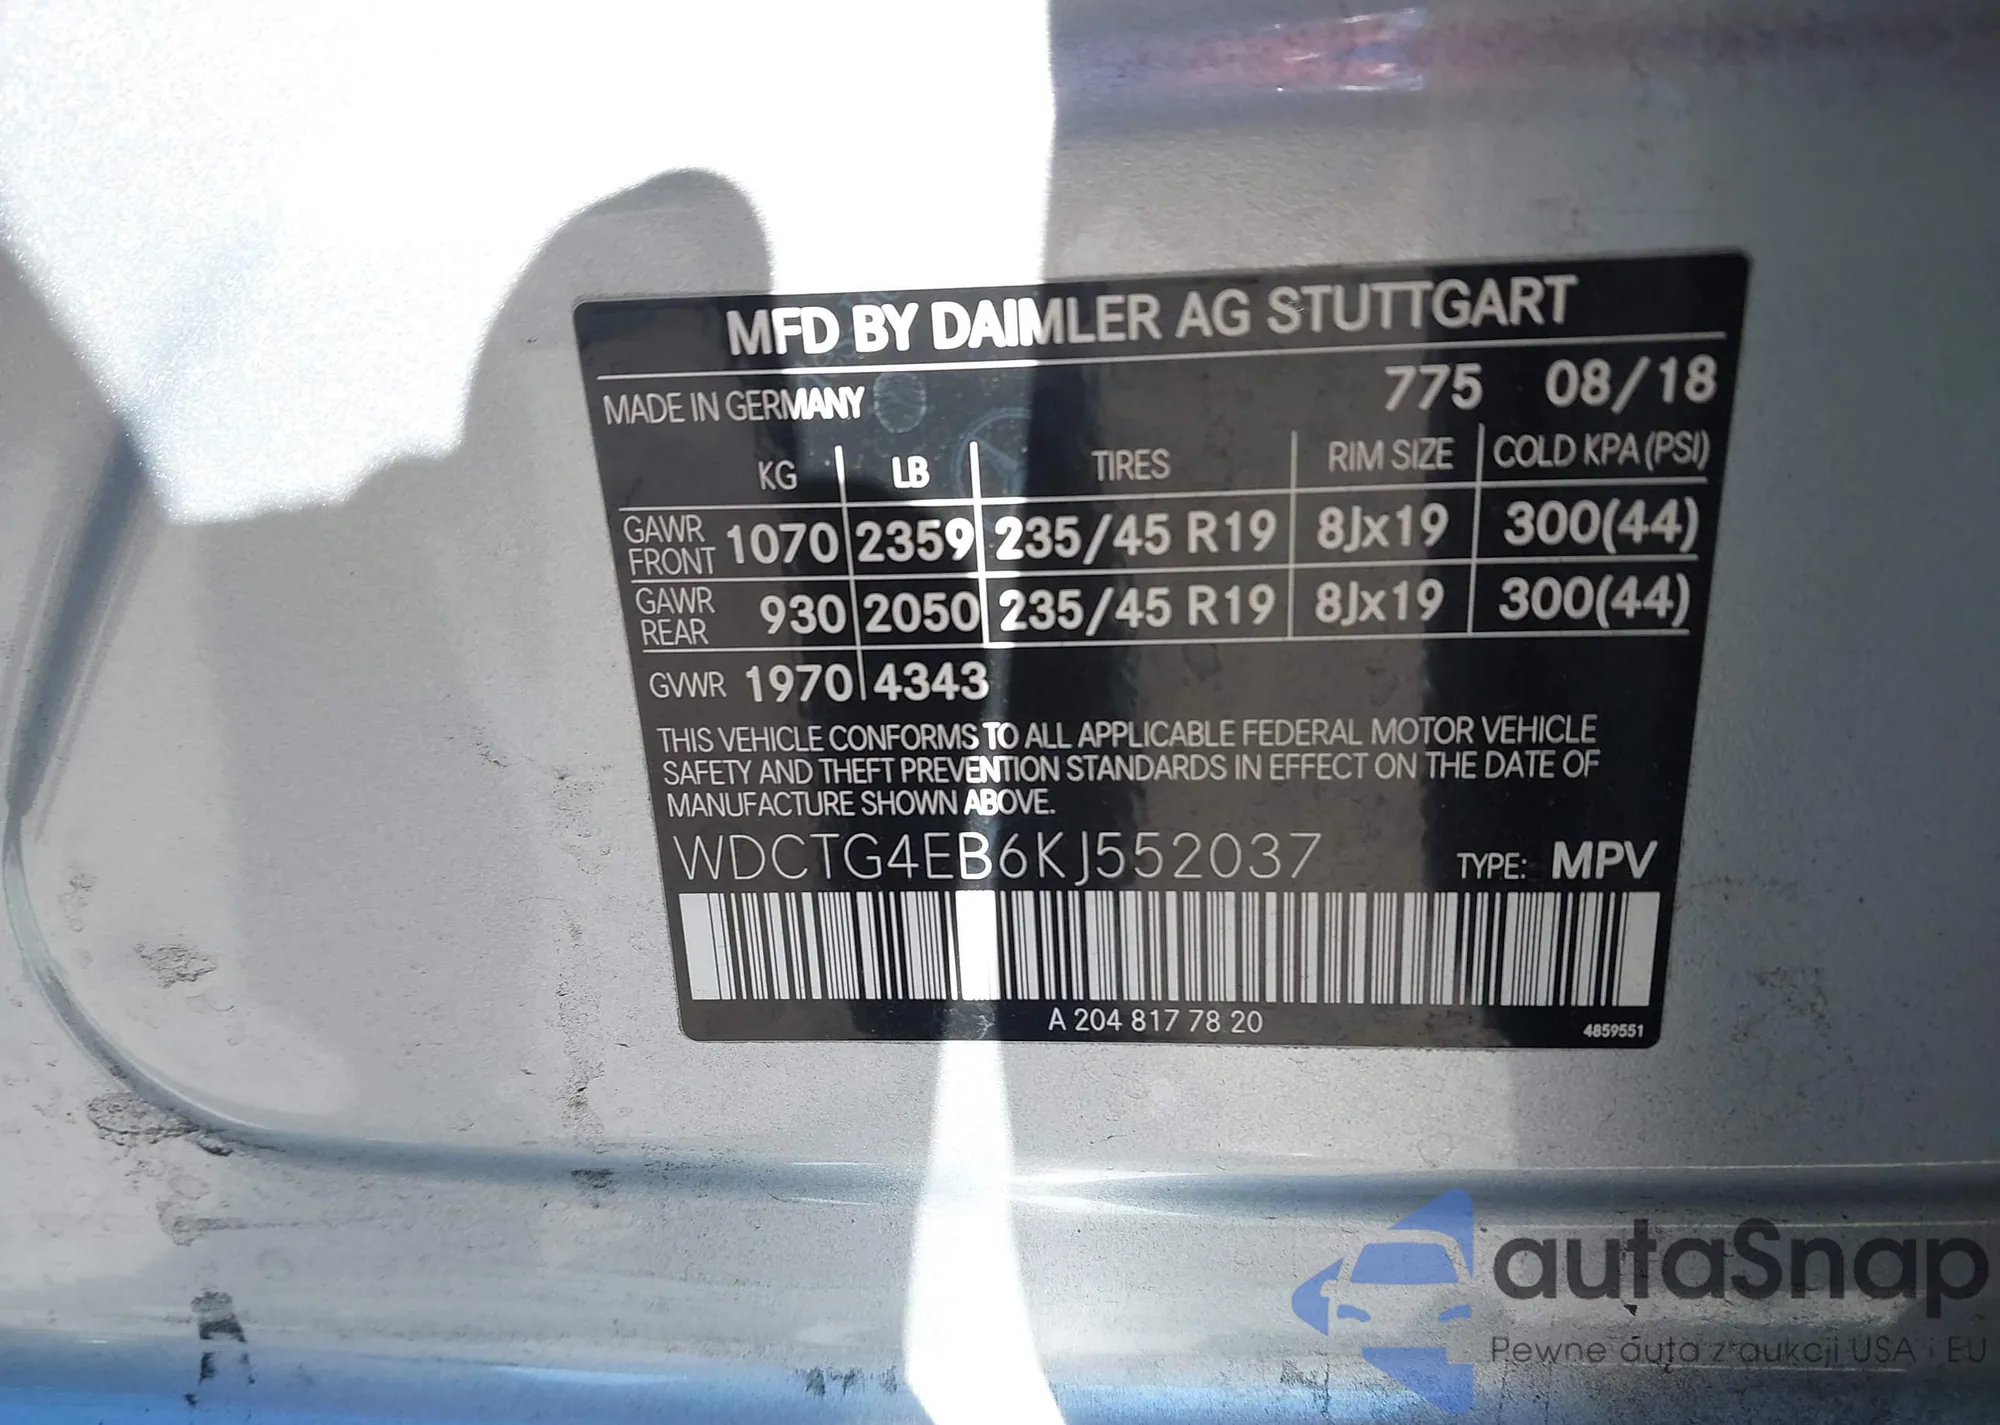 MFD BY DAIMLER AG STUTTGART
MADE IN GERMANY 775 08/18
KG LB TIRES RIM SIZE COLD KPA (PSI)
GAWR FRONT 1070 2359 235/45 R19 8Jx19 300(44)
GAWR REAR 930 2050 235/45 R19 8Jx19 300(44)
GVWR 1970 4343
THIS VEHICLE CONFORMS TO ALL APPLICABLE FEDERAL MOTOR VEHICLE
SAFETY AND THEFT PREVENTION STANDARDS IN EFFECT ON THE DATE OF
MANUFACTURE SHOWN ABOVE.
WDCTG4EB6KJ552037 TYPE: MPV
A 204 817 78 20 4859551
autaSnap
Pewne auta z aukcji USA i EU